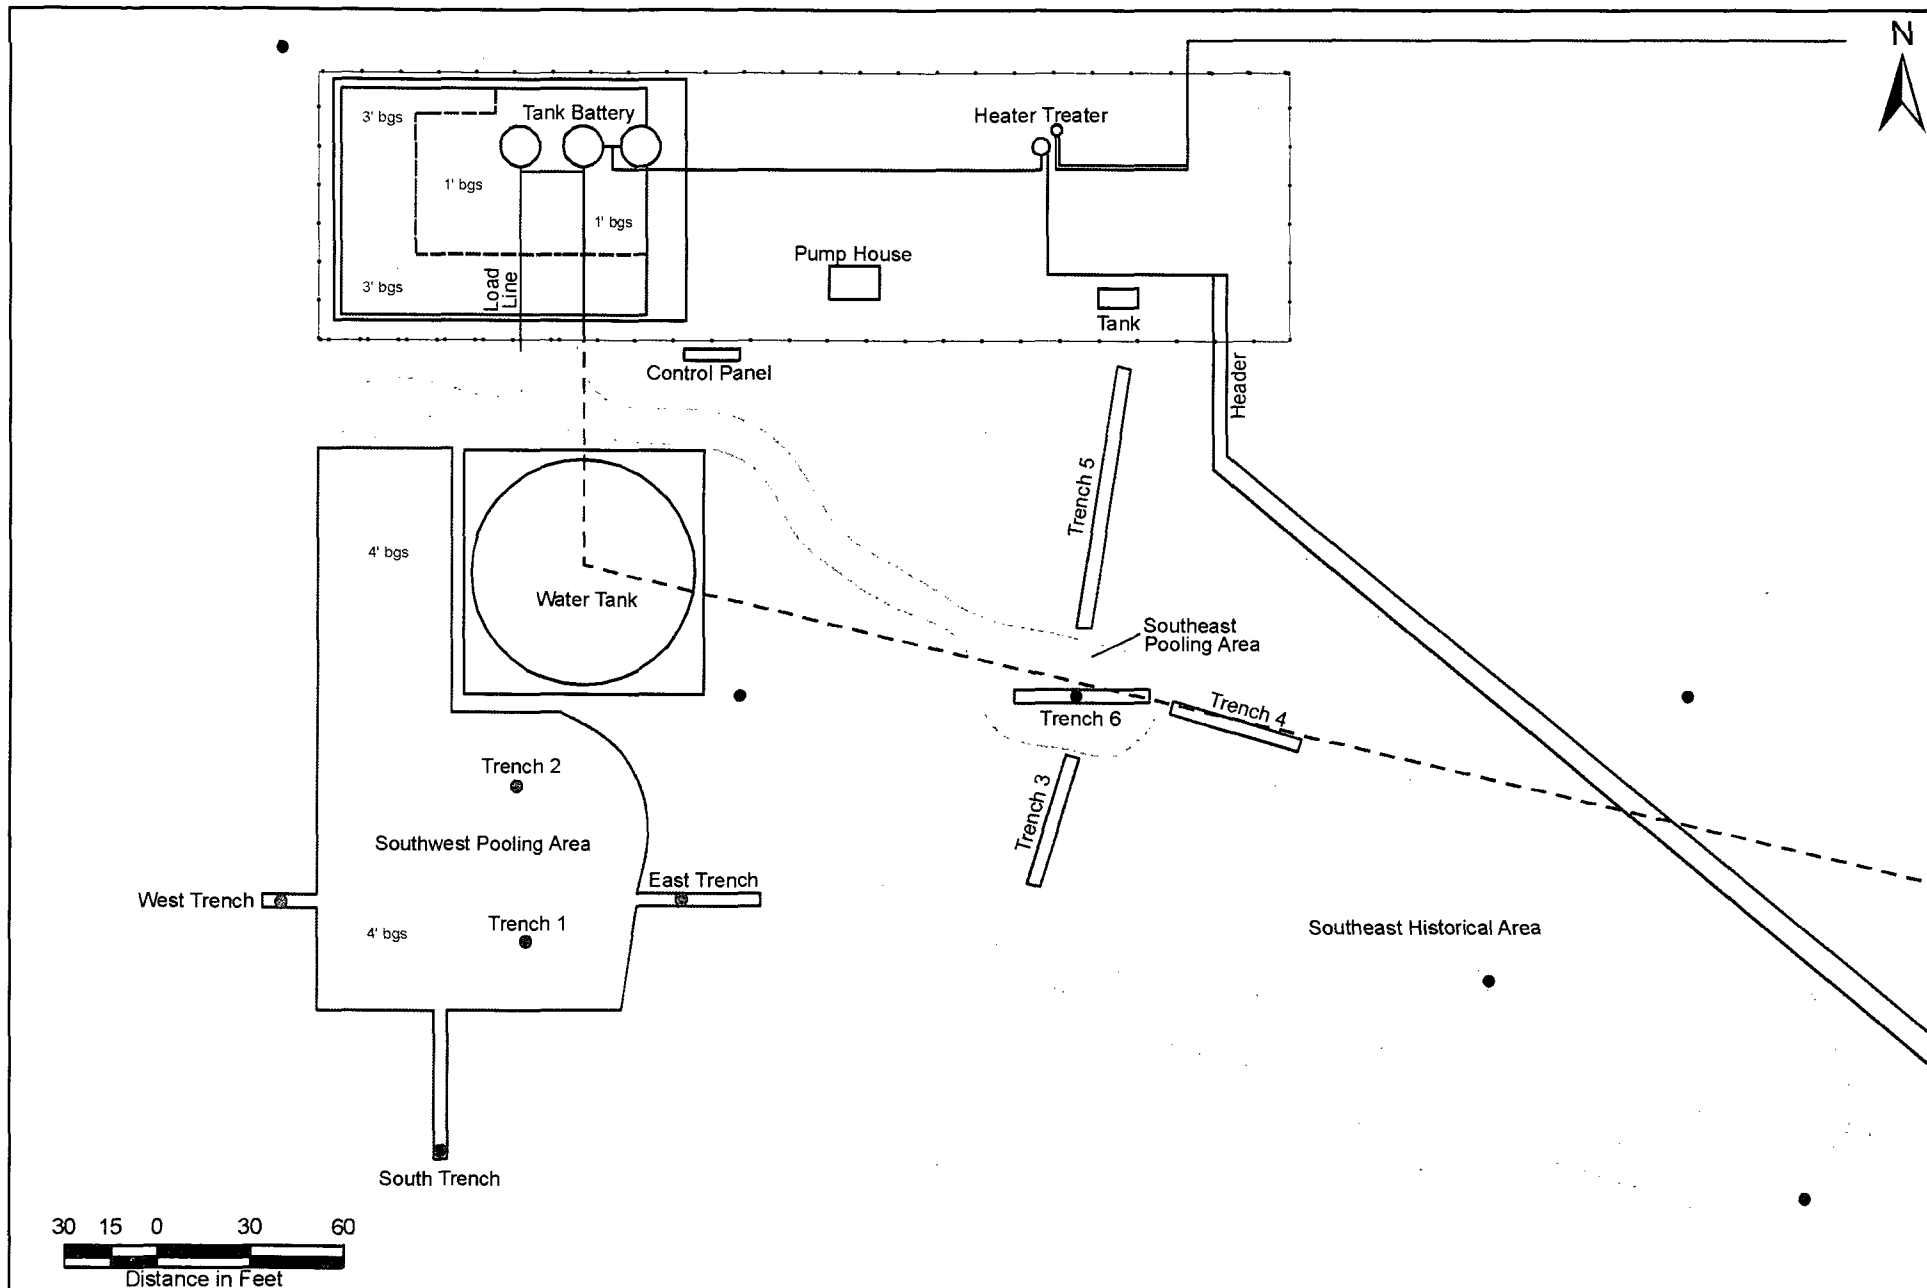 N
3' bgs
Tank Battery
Heater Treater
1' bgs
1' bgs
Pump House
3' bgs
Load
Line
Tank
Control Panel
Header
Trench 5
4' bgs
Water Tank
Southeast
Pooling Area
Trench 4
Trench 6
Trench 2
Trench 3
Southwest Pooling Area
East Trench
West Trench
Trench 1
4' bgs
Southeast Historical Area
South Trench
30 15 0 30 60
Distance in Feet